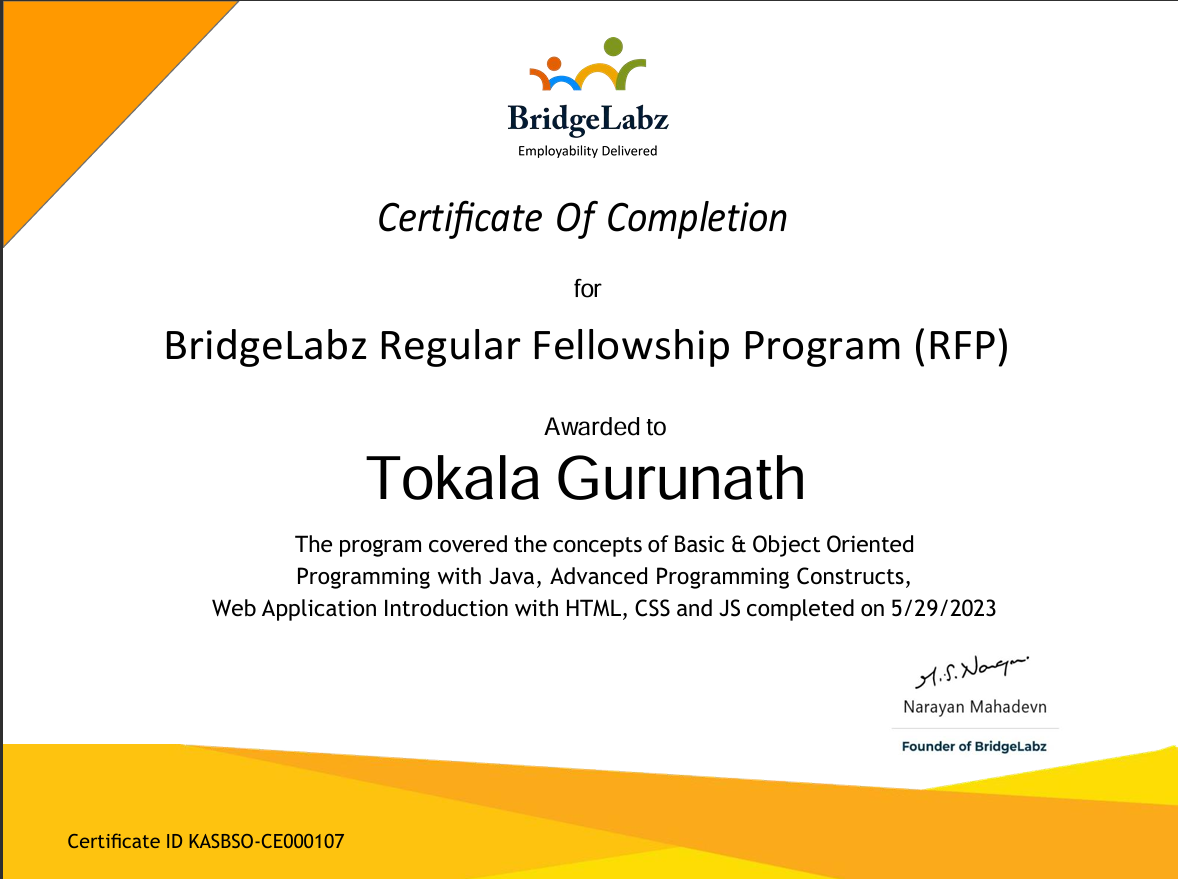 BridgeLabz
Employability Delivered
Certificate Of Completion
for
BridgeLabz Regular Fellowship Program (RFP)
Awarded to
Tokala Gurunath
The program covered the concepts of Basic & Object Oriented
Programming with Java, Advanced Programming Constructs,
Web Application Introduction with HTML, CSS and JS completed on 5/29/2023
Narayan Mahadevn
Founder of BridgeLabz
Certificate ID KASBSO-CE000107